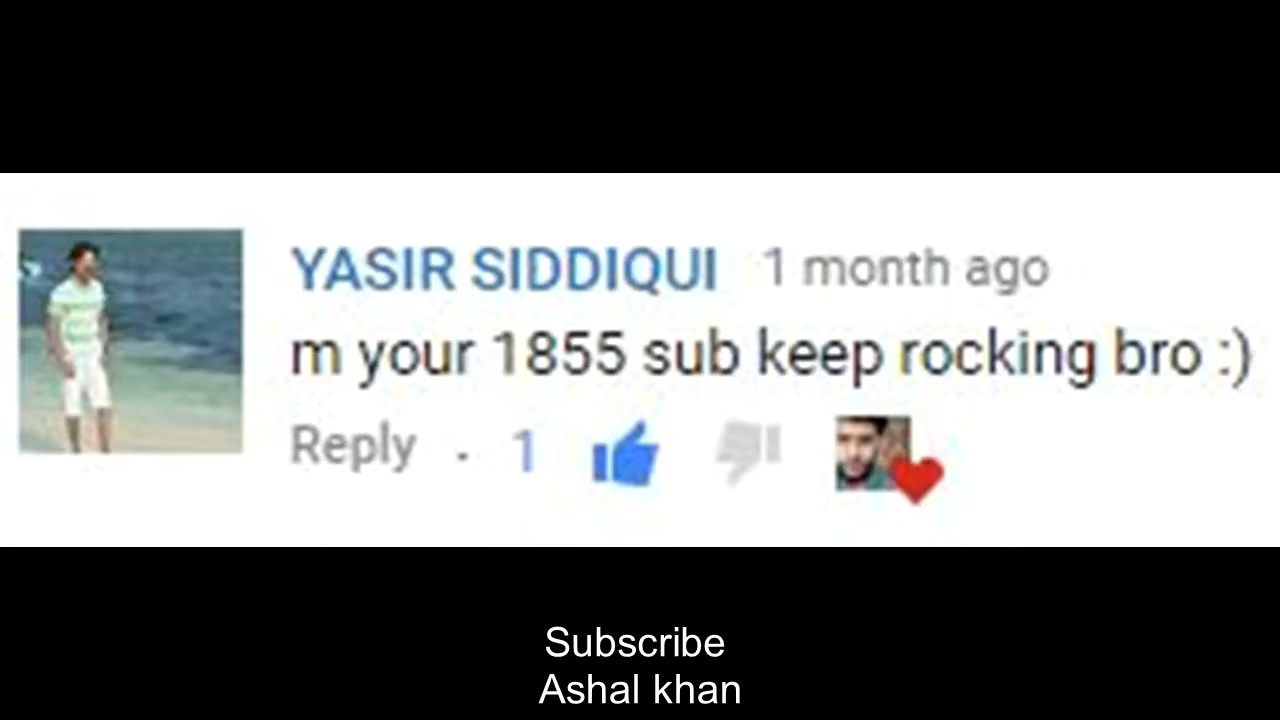 YASIR SIDDIQUI 1 month ago
m your 1855 sub keep rocking bro :)
Reply . 1
Subscribe
Ashal khan